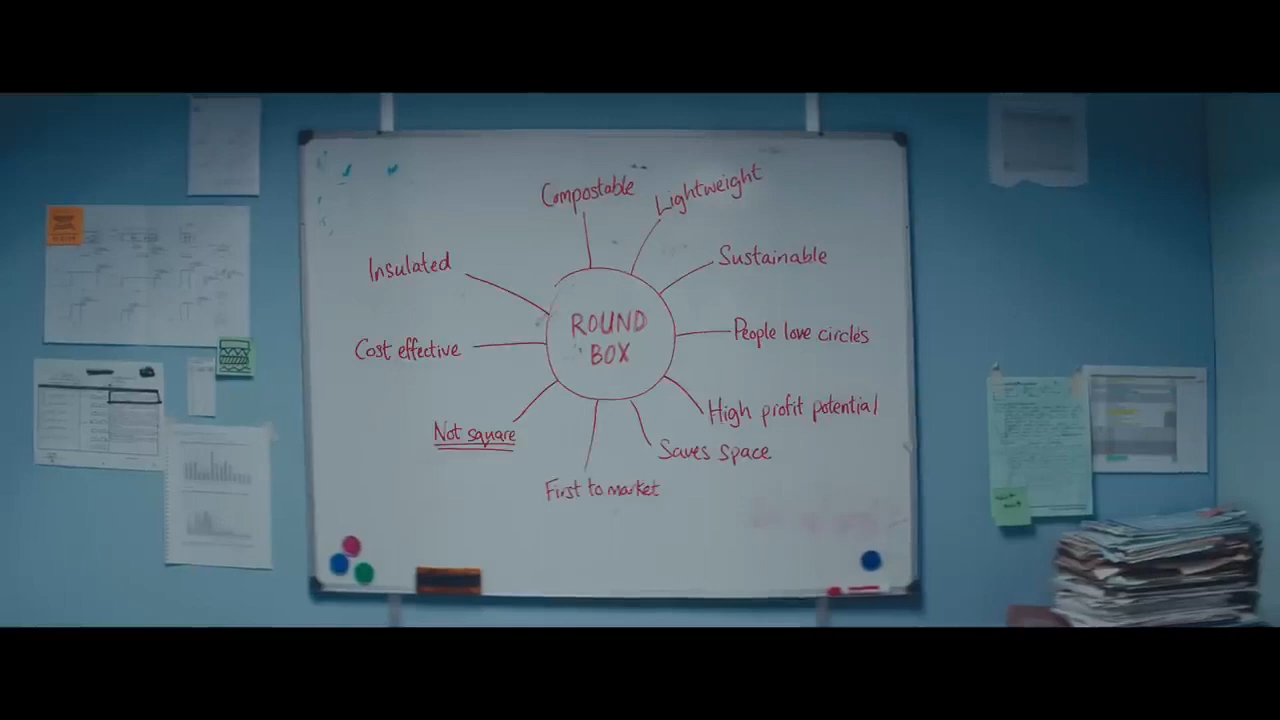 Compostable
Lightweight
Insulated
Sustainable
ROUND
BOX
People love circles
Cost effective
High profit potential
Not square
Saves space
First to market